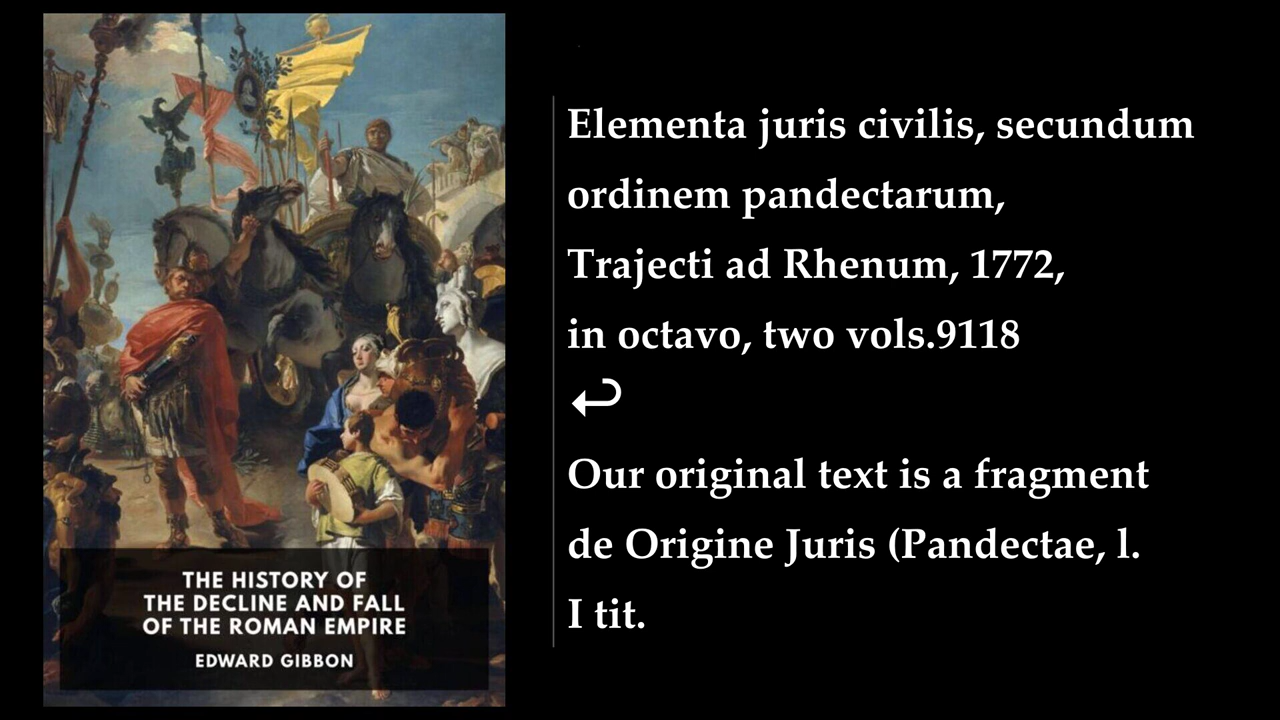 THE HISTORY OF
THE DECLINE AND FALL
OF THE ROMAN EMPIRE
EDWARD GIBBON
Elementa juris civilis, secundum
ordinem pandectarum,
Trajecti ad Rhenum, 1772,
in octavo, two vols.9118
↩
Our original text is a fragment
de Origine Juris (Pandectae, l.
I tit.